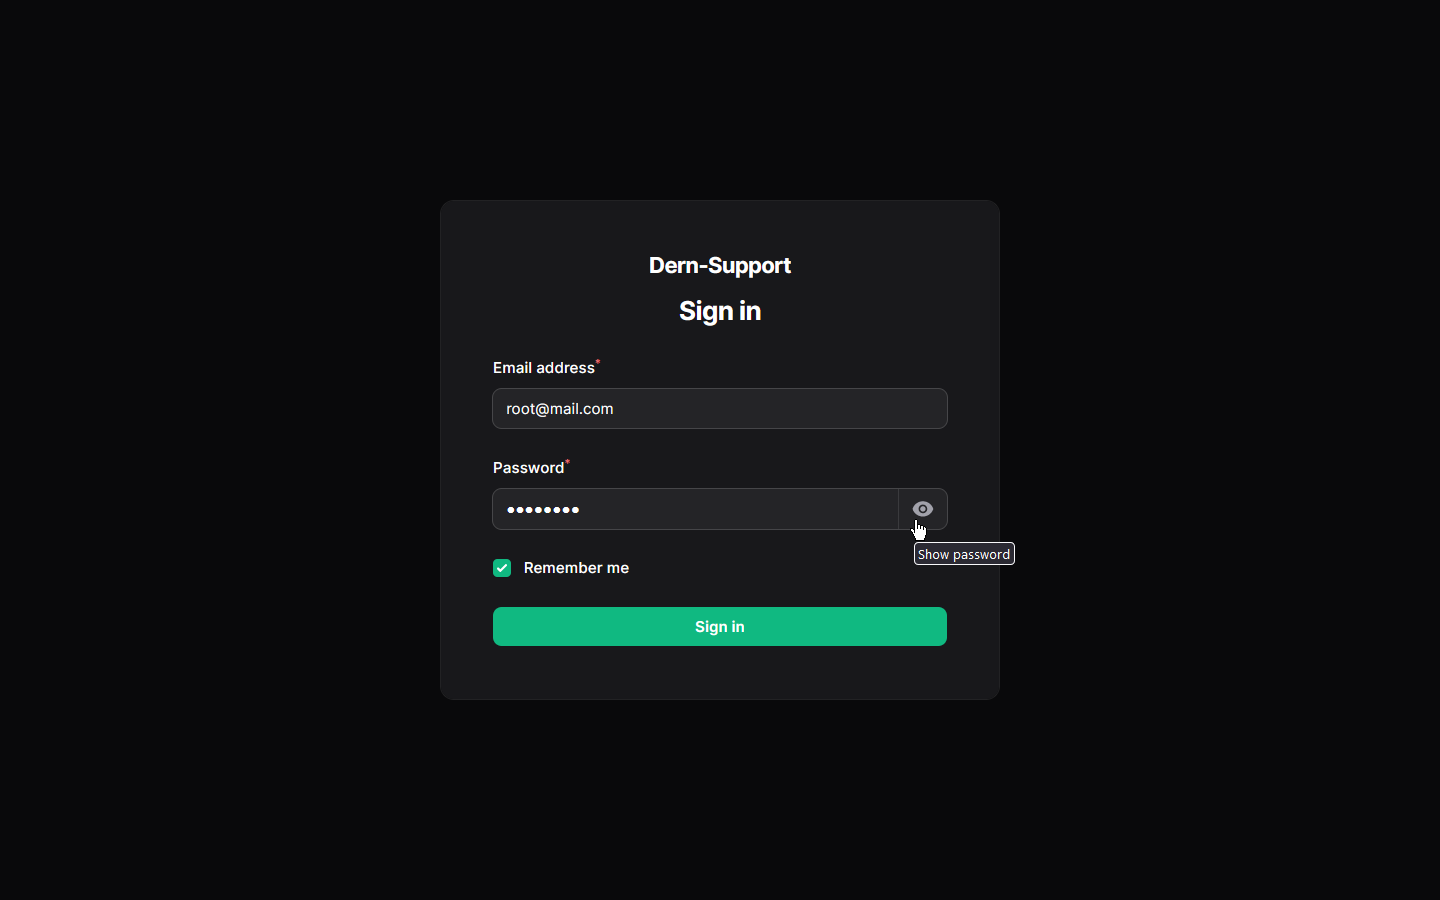 Dern-Support
Sign in
Email address*
root@mail.com
Password*
••••••••
Show password
Remember me
Sign in